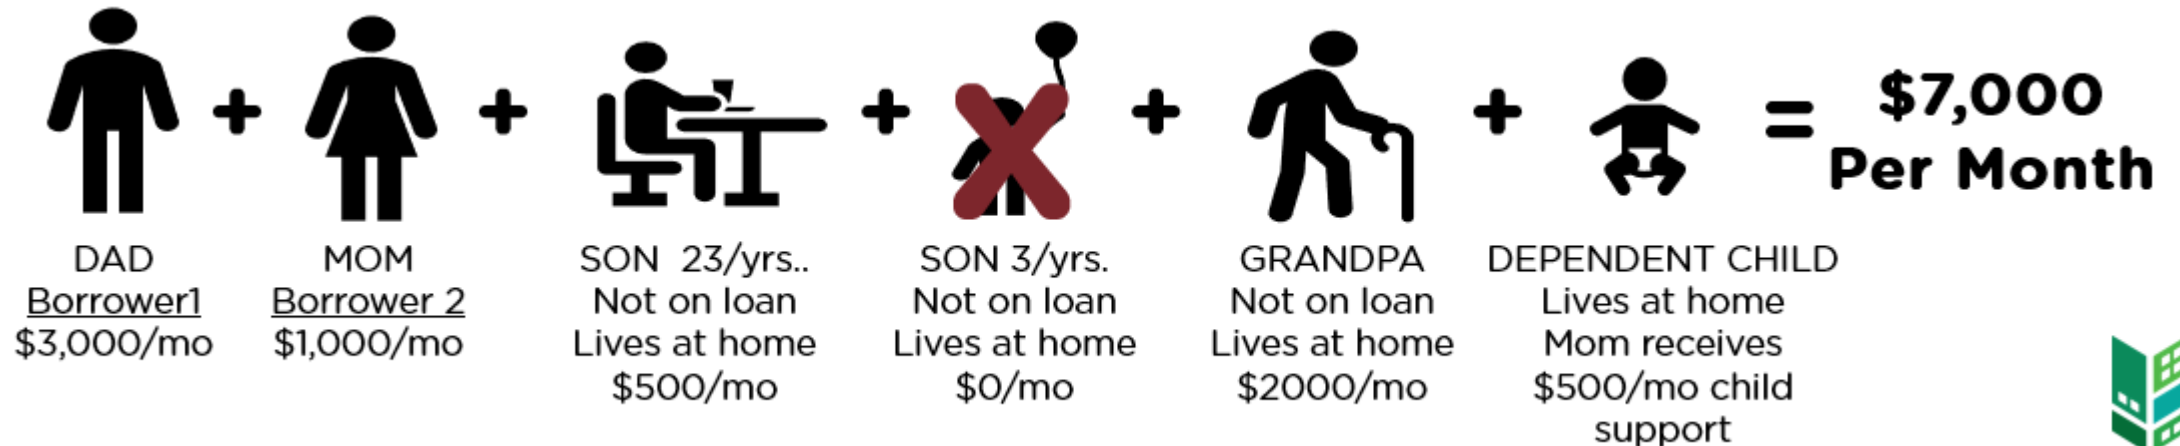 + + + + + =
$7,000
Per Month
DAD
Borrower1
$3,000/mo
MOM
Borrower 2
$1,000/mo
SON  23/yrs..
Not on loan
Lives at home
$500/mo
SON 3/yrs.
Not on loan
Lives at home
$0/mo
GRANDPA
Not on loan
Lives at home
$2000/mo
DEPENDENT CHILD
Lives at home
Mom receives
$500/mo child
support